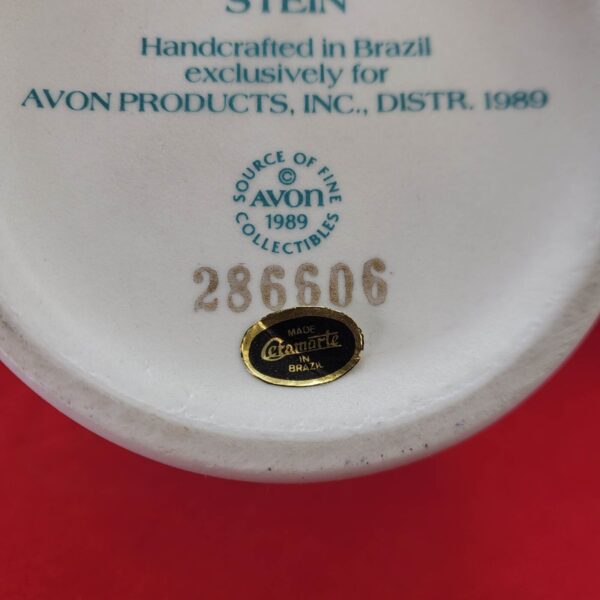 STEIN
Handcrafted in Brazil
exclusively for
AVON PRODUCTS, INC., DISTR. 1989
SOURCE OF FINE
©
AVON
1989
COLLECTIBLES
286606
MADE
Ceramarte
IN
BRAZIL